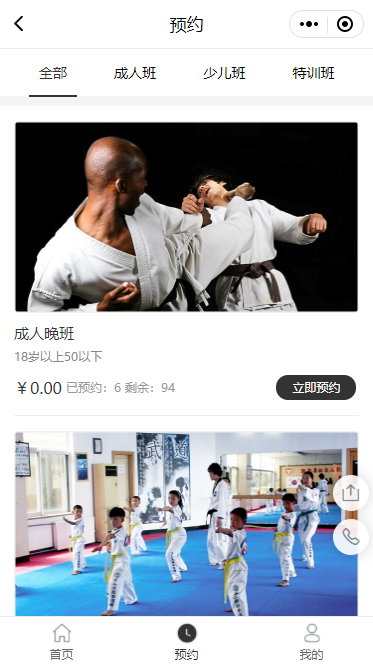 预约
全部 成人班 少儿班 特训班
成人晚班
18岁以上50以下
￥0.00 已预约：6 剩余：94 立即预约
武 道
首页 预约 我的